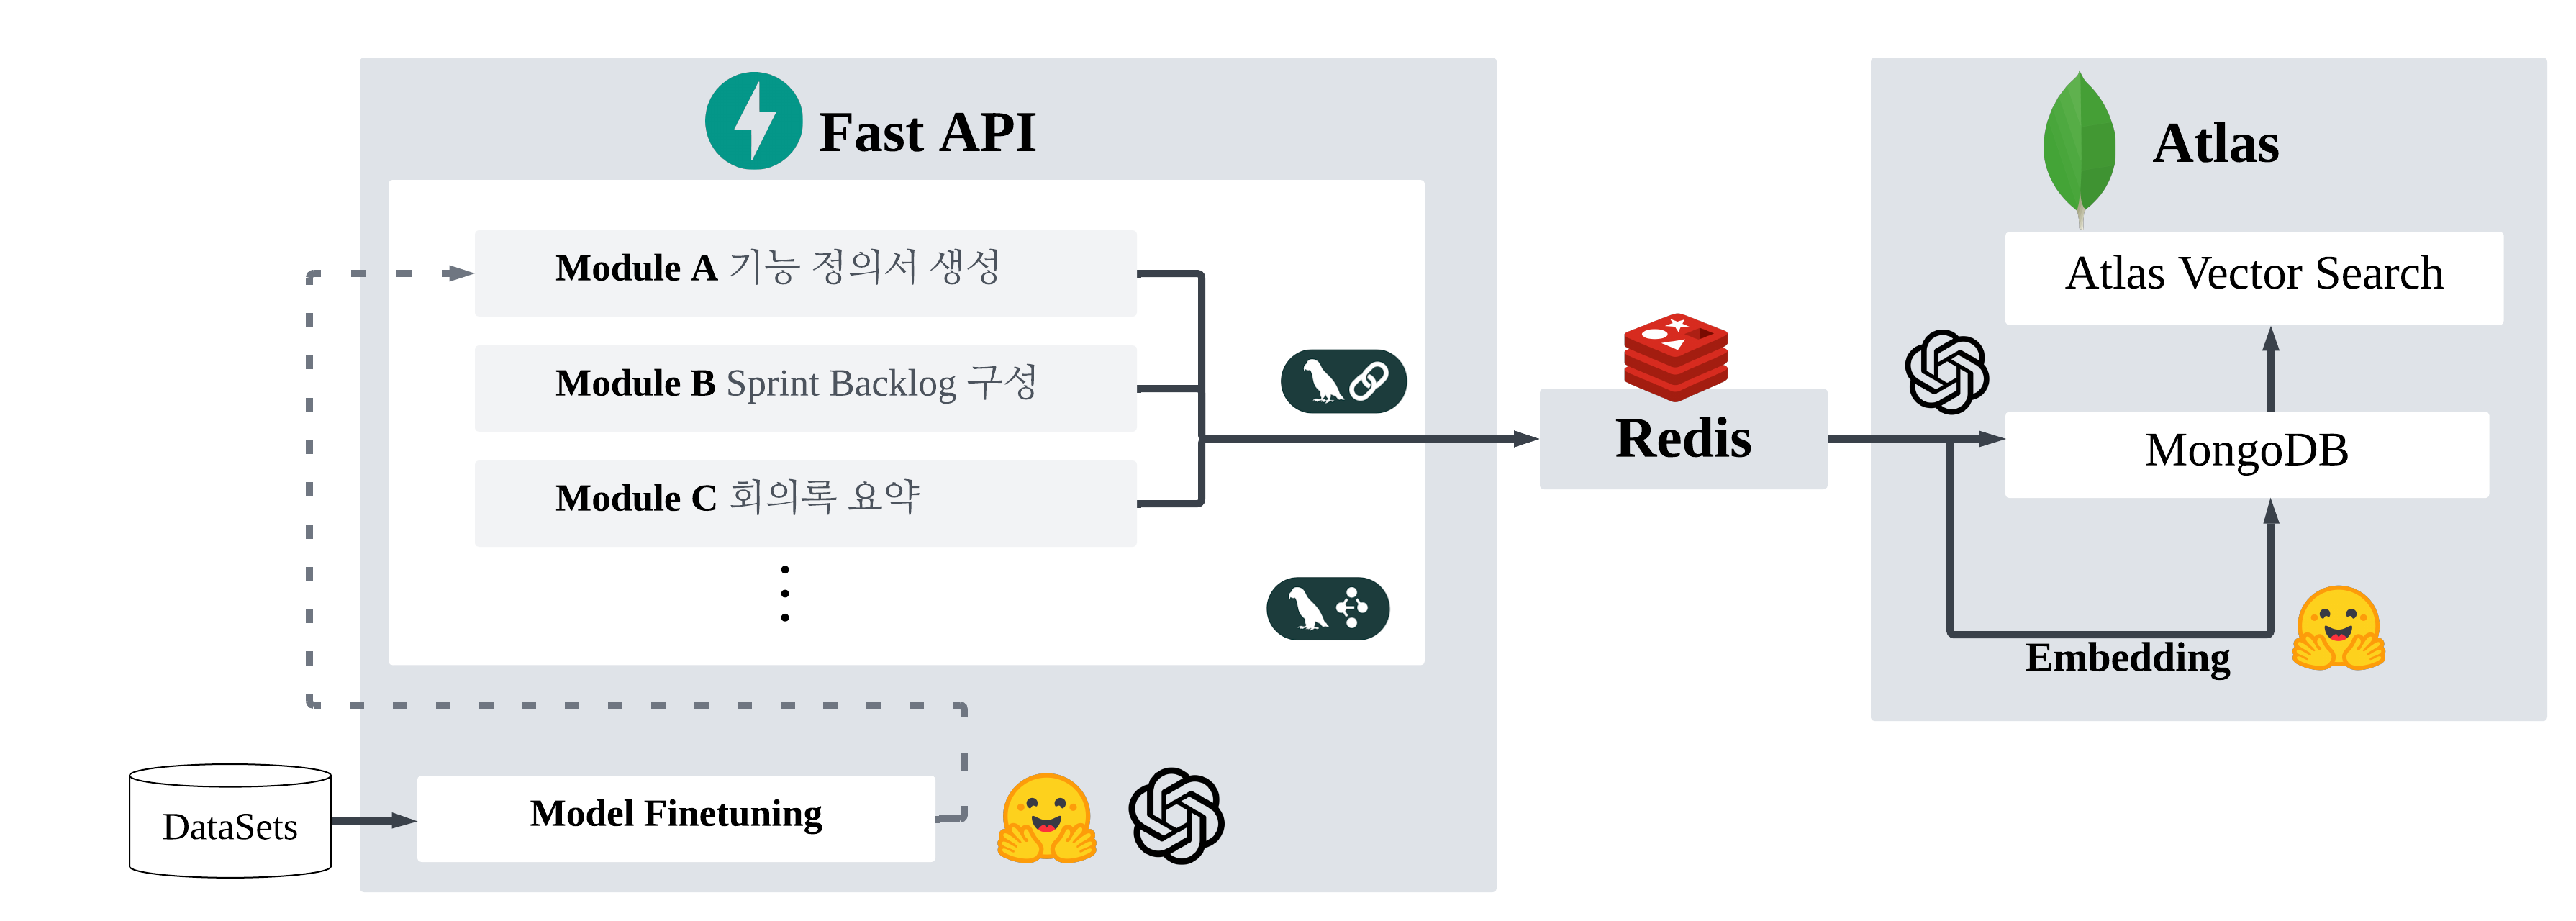 Fast API
Module A 기능 정의서 생성
Module B Sprint Backlog 구성
Module C 회의록 요약
Model Finetuning
DataSets
Redis
Atlas
Atlas Vector Search
MongoDB
Embedding